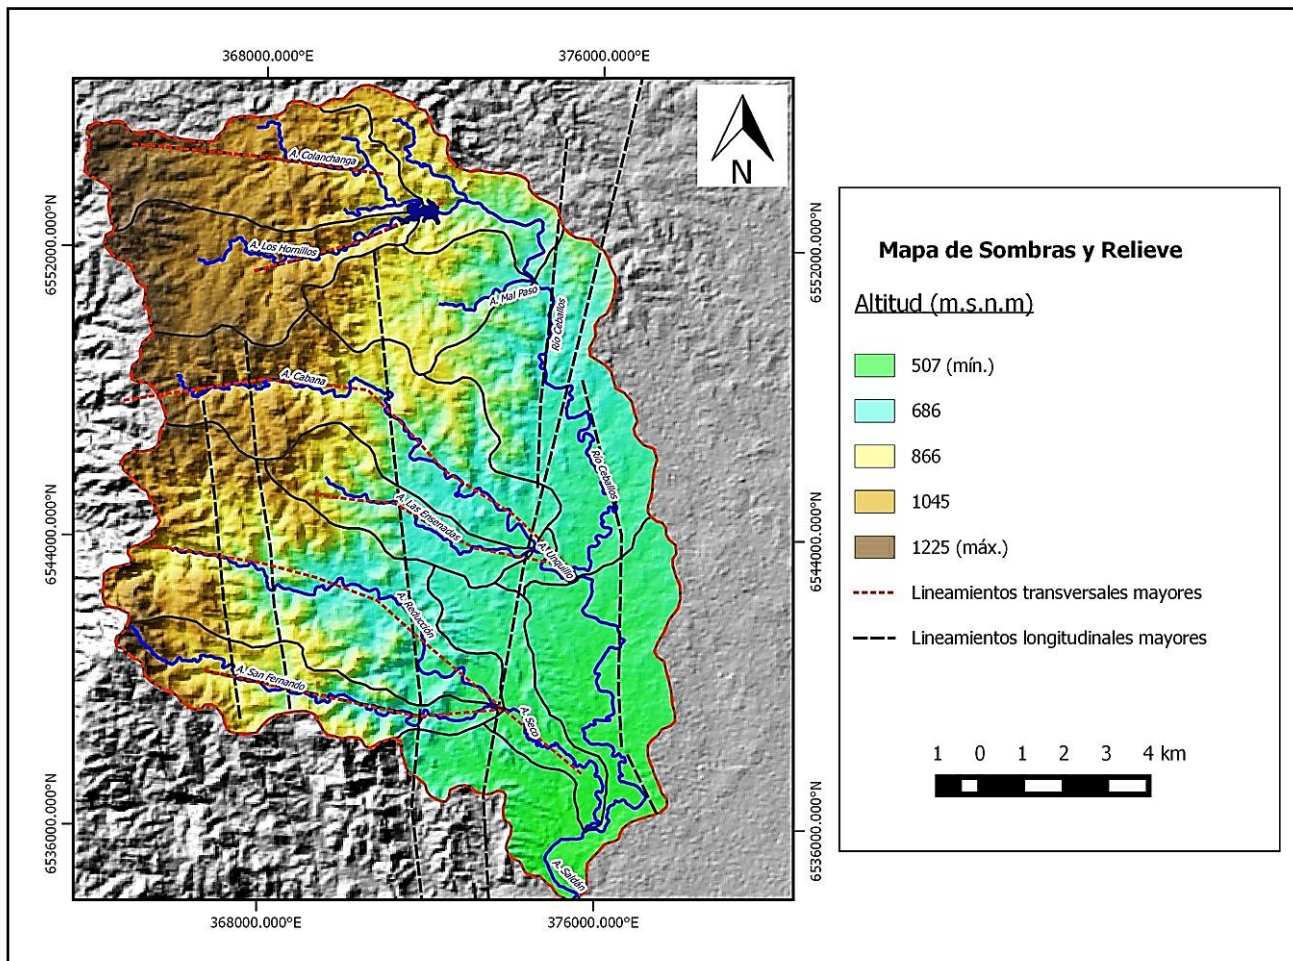 368000.000°E
376000.000°E
N
6552000.000°N
6552000.000°N
A. Colanchanga
A. Los Hornillos
A. Mal Paso
Río Ceballos
A. Cabana
Río Ceballos
A. Las Ensenadas
A. Unquillo
6544000.000°N
6544000.000°N
A. Reducción
A. San Fernando
A. Seco
6536000.000°N
6536000.000°N
A. Saldán
368000.000°E
376000.000°E
Mapa de Sombras y Relieve
Altitud (m.s.n.m)
507 (mín.)
686
866
1045
1225 (máx.)
Lineamientos transversales mayores
Lineamientos longitudinales mayores
1 0 1 2 3 4 km